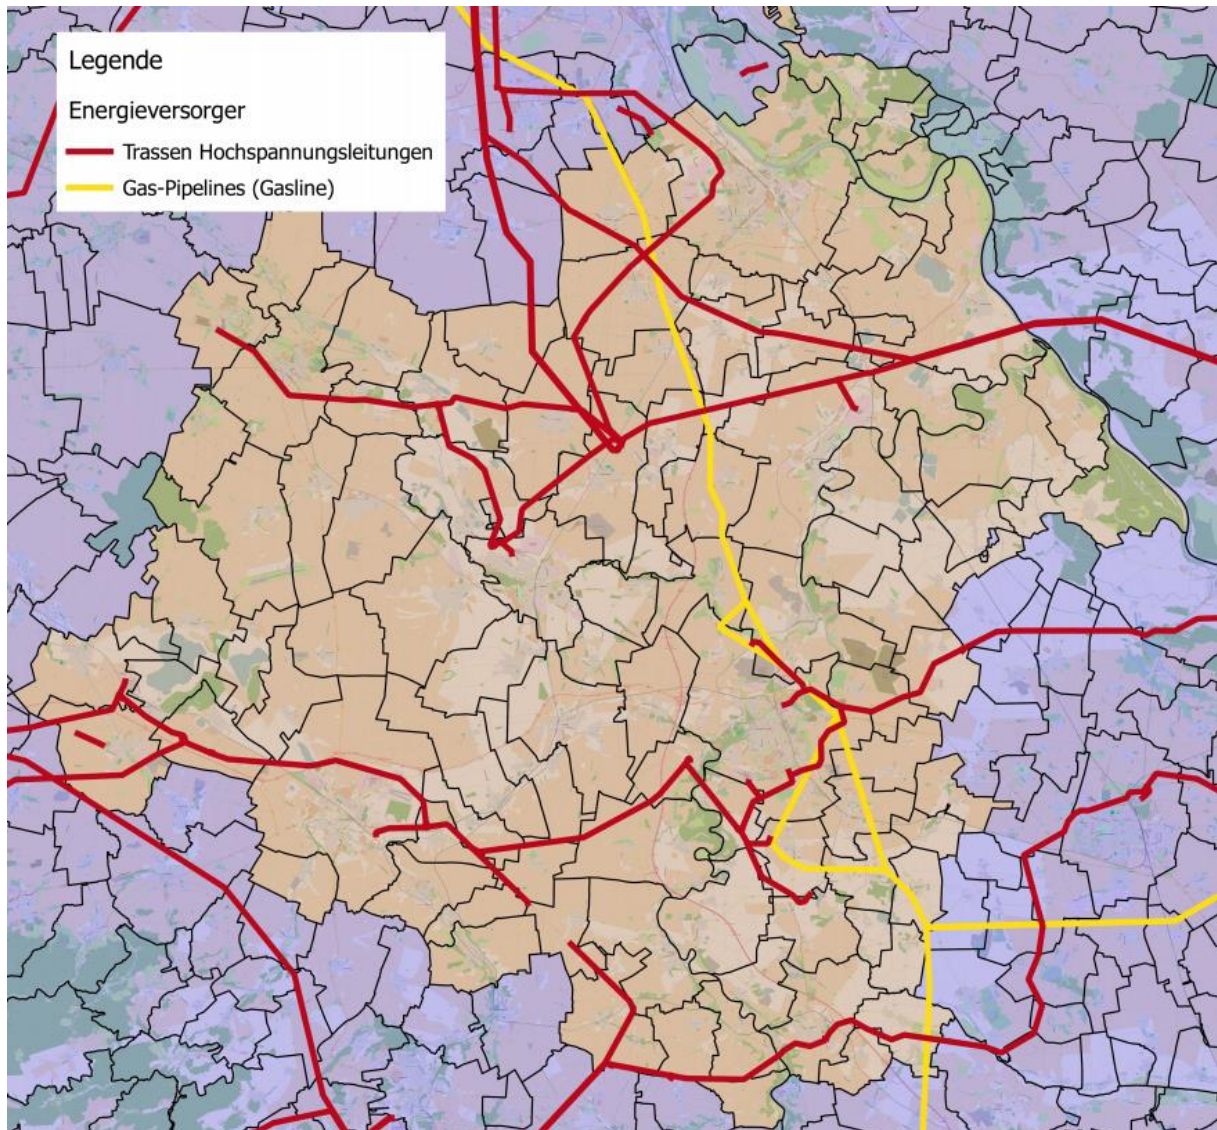 Legende
Energieversorger
Trassen Hochspannungsleitungen
Gas-Pipelines (Gasline)